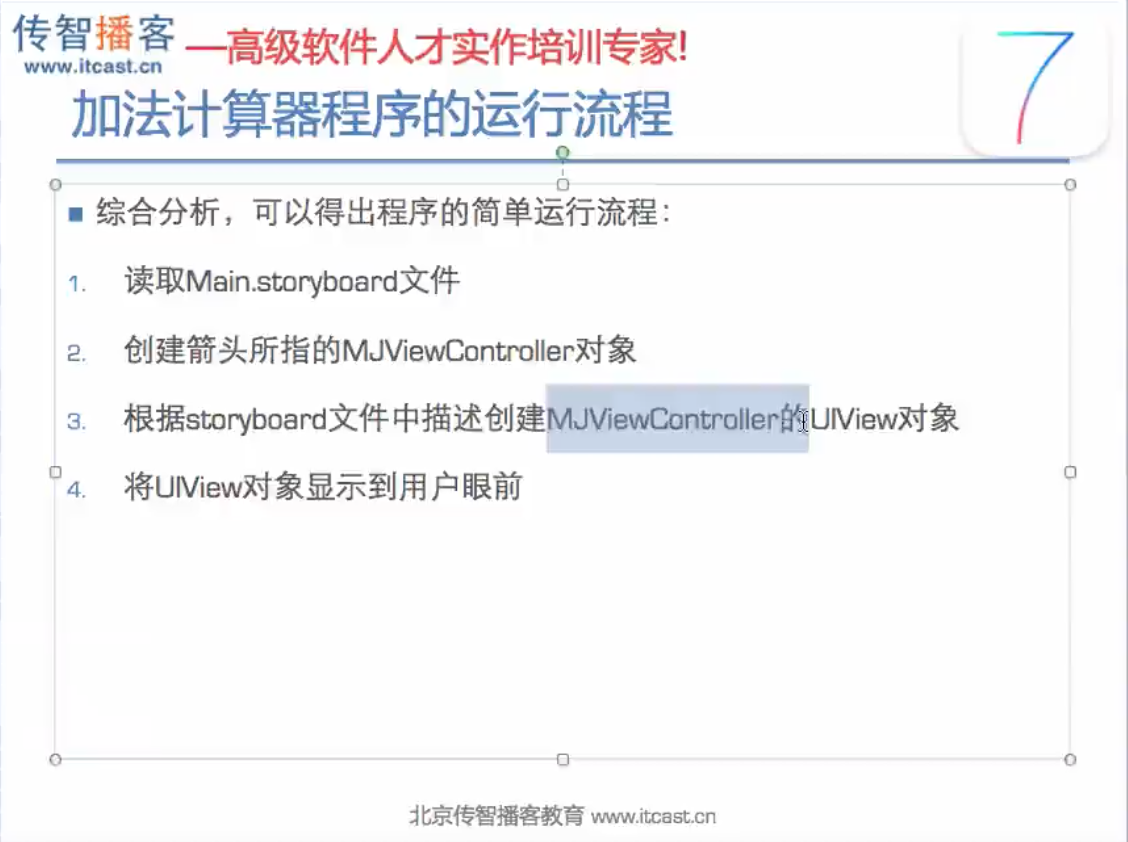 传智播客
www.itcast.cn
—高级软件人才实作培训专家!
7
加法计算器程序的运行流程
综合分析，可以得出程序的简单运行流程：
1. 读取Main.storyboard文件
2. 创建箭头所指的MJViewController对象
3. 根据storyboard文件中描述创建MJViewController的UIView对象
4. 将UIView对象显示到用户眼前
北京传智播客教育 www.itcast.cn